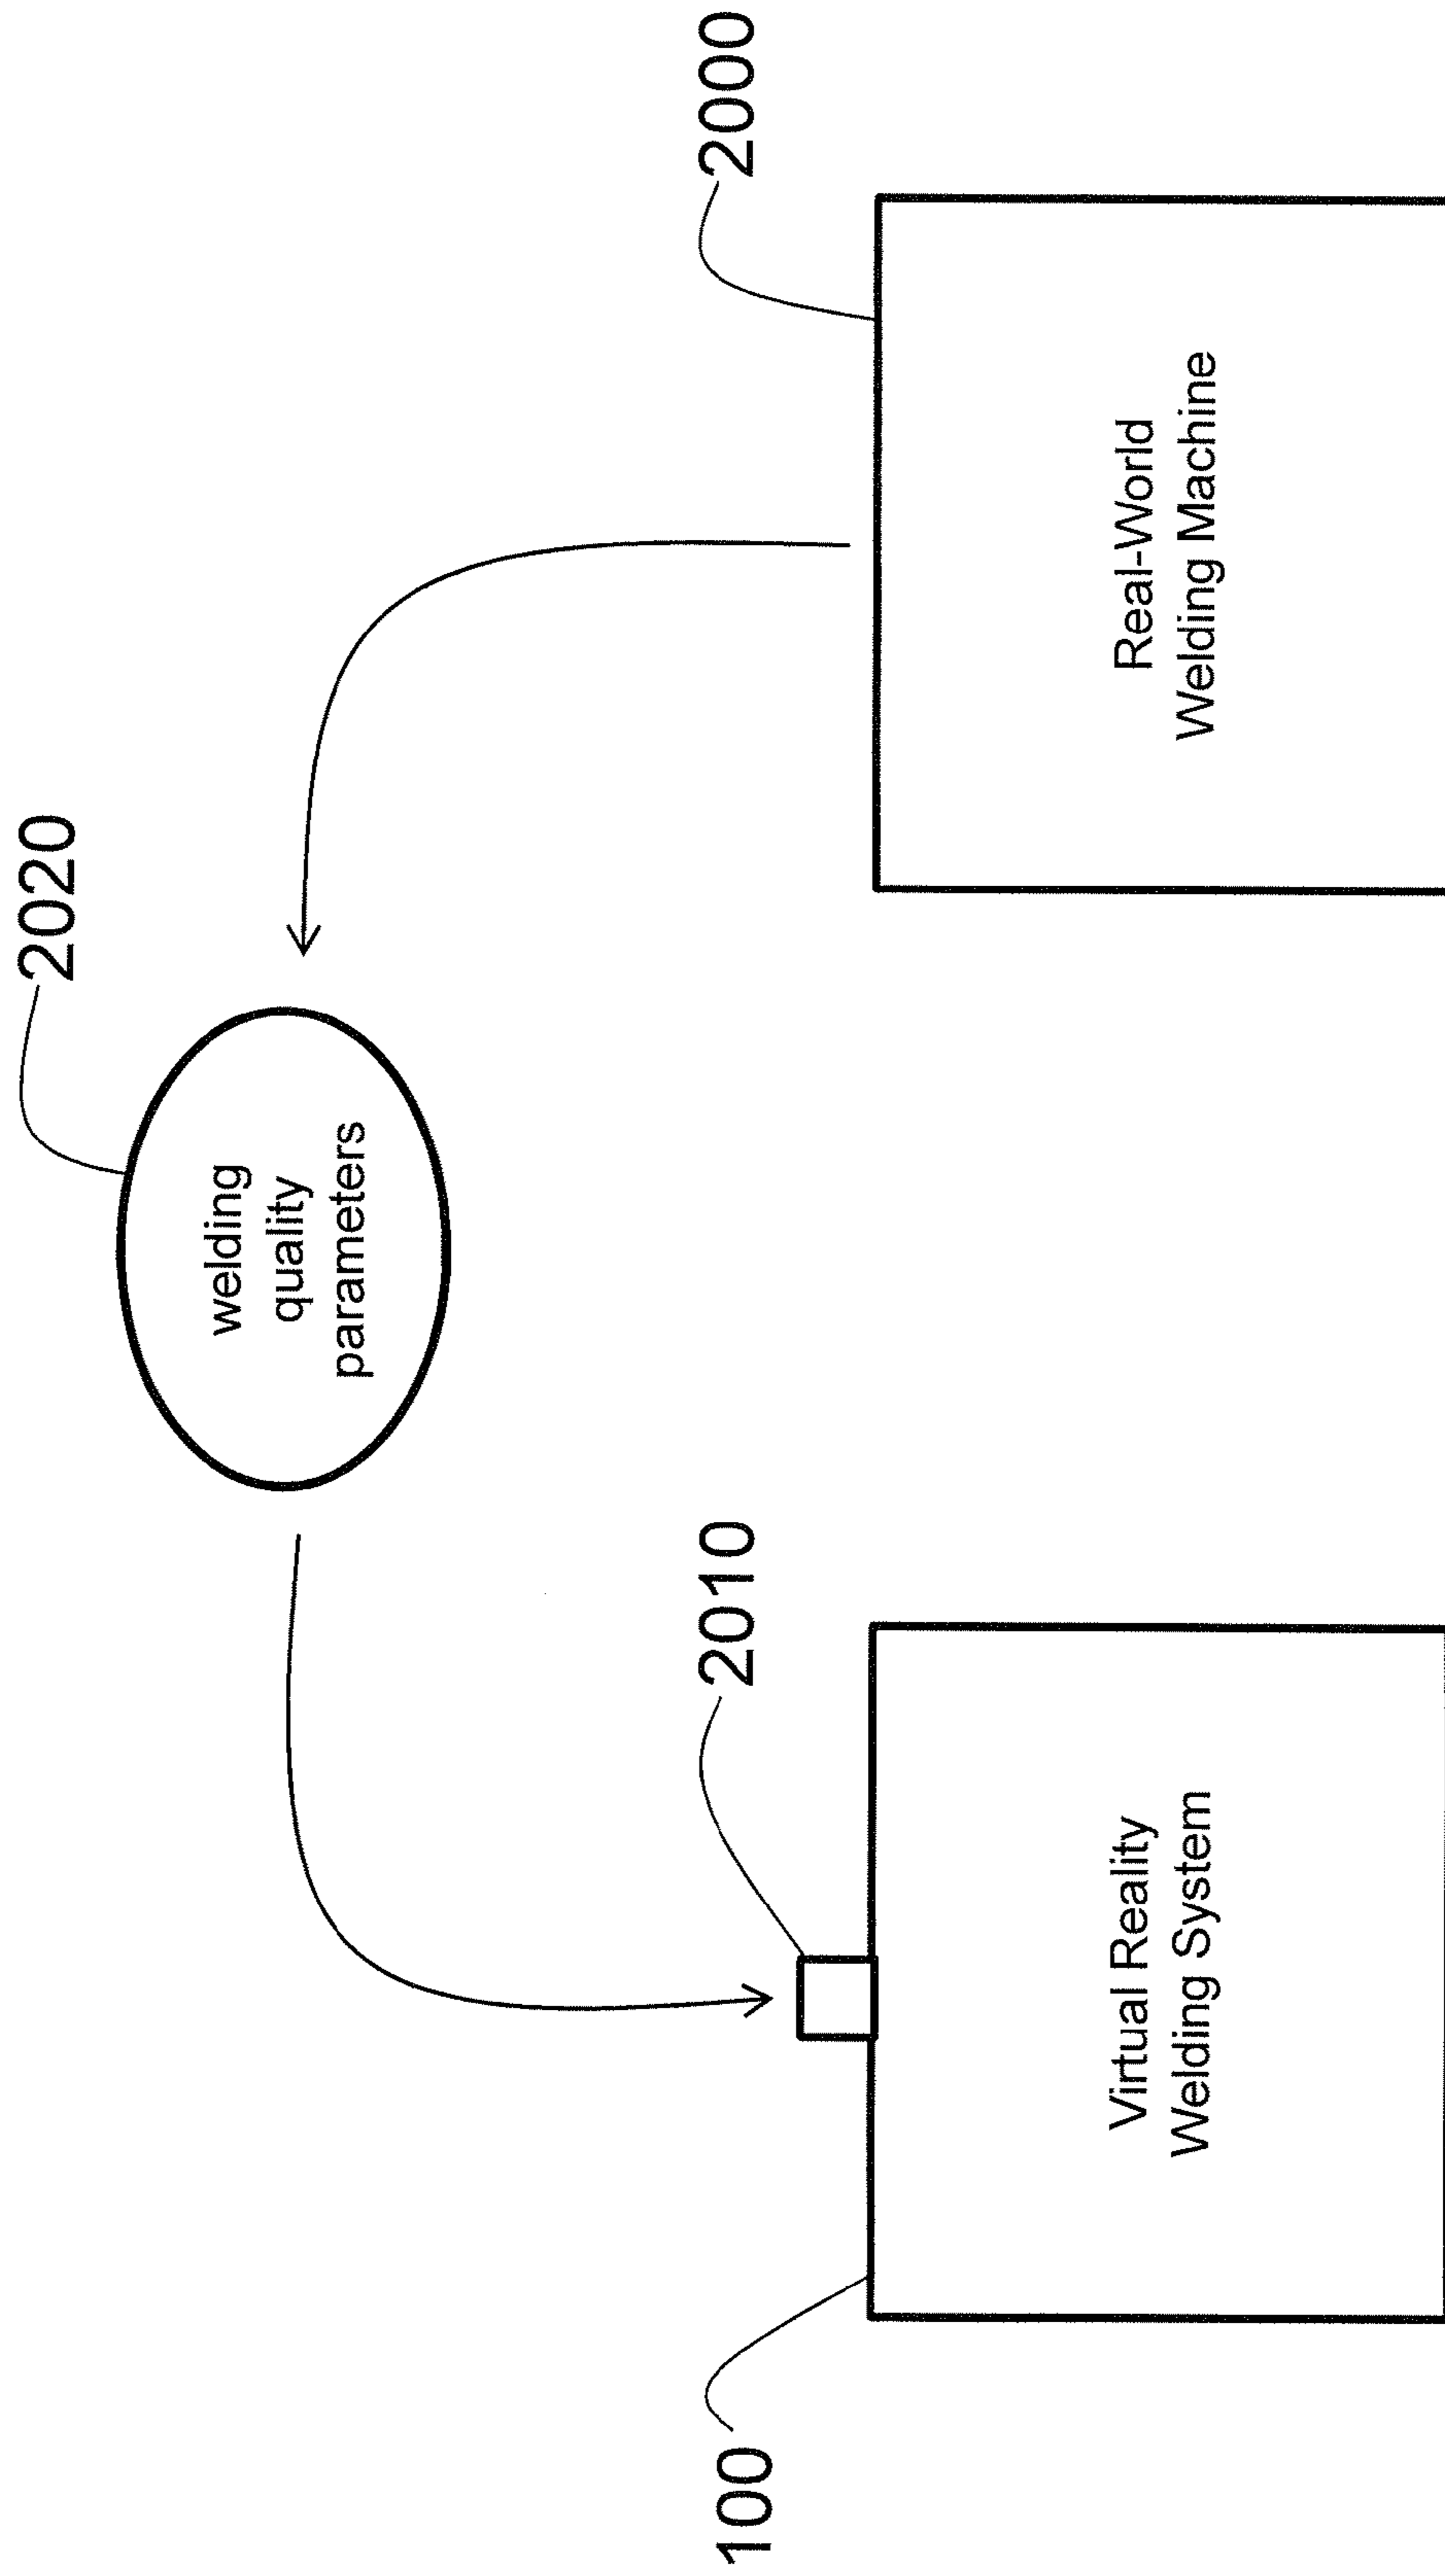 2020
welding
quality
parameters
2010
2000
100
Virtual Reality
Welding System
Real-World
Welding Machine